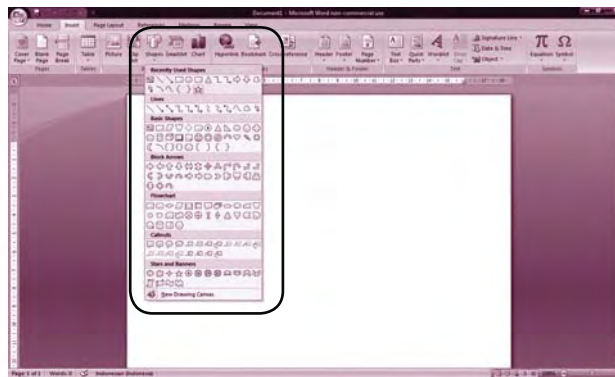 Document1 - Microsoft Word non-commercial use
Home Insert Page Layout References Mailings Review View
Cover Page Blank Page Page Break Table Picture Clip Shapes SmartArt Chart Hyperlink Bookmark Cross-reference Header Footer Page Number Text Box Quick Parts WordArt Drop Cap Signature Line Date & Time Object Equation Symbol
Pages Tables Header & Footer Text Symbols
Recently Used Shapes
Lines
Basic Shapes
Block Arrows
Flowchart
Callouts
Stars and Banners
New Drawing Canvas
Page 1 of 1 Words: 0 Indonesian (Indonesia)